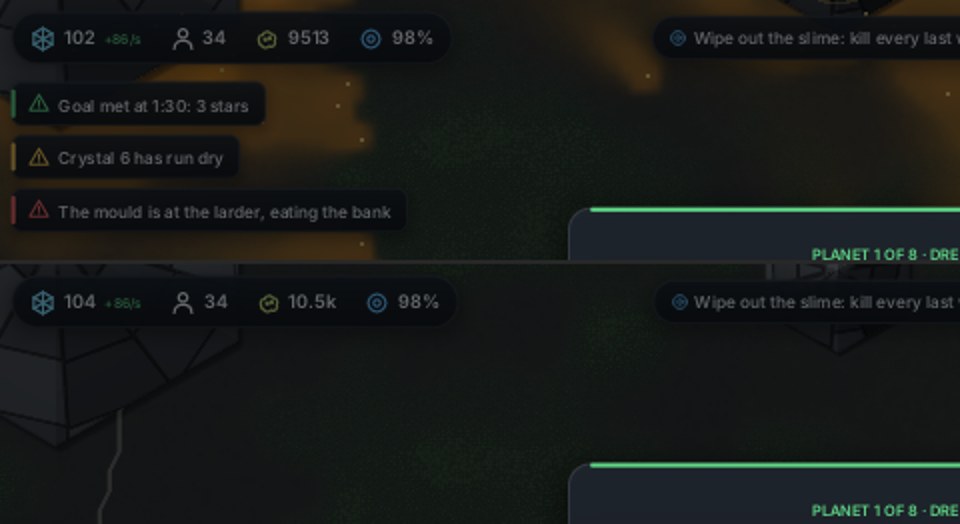 102 +86/s 34 9513 98%
Wipe out the slime: kill every last
Goal met at 1:30: 3 stars
Crystal 6 has run dry
The mould is at the larder, eating the bank
PLANET 1 OF 8 · DRE
104 +86/s 34 10.5k 98%
Wipe out the slime: kill every last
PLANET 1 OF 8 · DRE